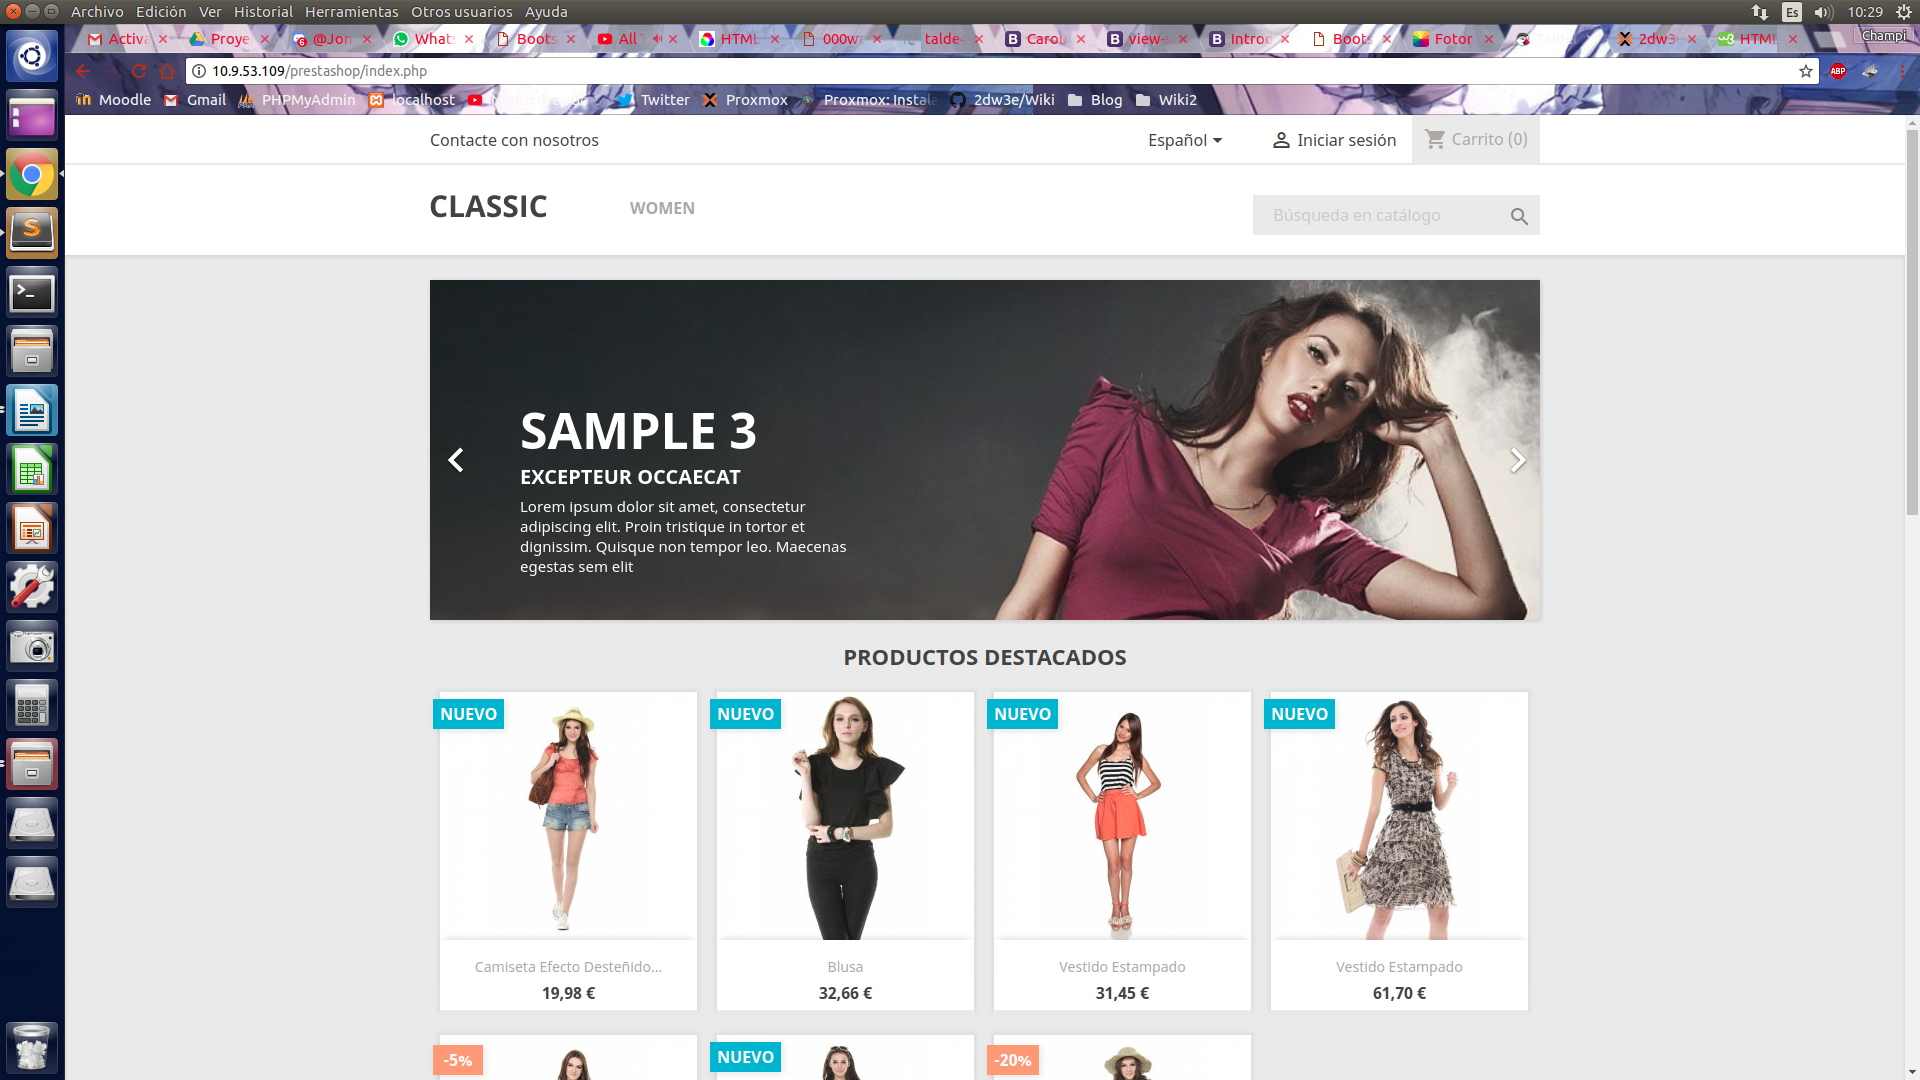 Archivo Edición Ver Historial Herramientas Otros usuarios Ayuda Es 10:29
Activa Proye @Jon Whats Boots All HTML 000w talde Carou view- Introd Boots Fotor 2dw3 HTML Champi
10.9.53.109/prestashop/index.php ABP
Moodle Gmail PHPMyAdmin localhost Twitter Proxmox Proxmox: Instala 2dw3e/Wiki Blog Wiki2
Contacte con nosotros Español Iniciar sesión Carrito (0)
CLASSIC WOMEN Búsqueda en catálogo
SAMPLE 3
EXCEPTEUR OCCAECAT
Lorem ipsum dolor sit amet, consectetur
adipiscing elit. Proin tristique in tortor et
dignissim. Quisque non tempor leo. Maecenas
egestas sem elit
PRODUCTOS DESTACADOS
NUEVO NUEVO NUEVO NUEVO
Camiseta Efecto Desteñido... Blusa Vestido Estampado Vestido Estampado
19,98 € 32,66 € 31,45 € 61,70 €
-5% NUEVO -20%